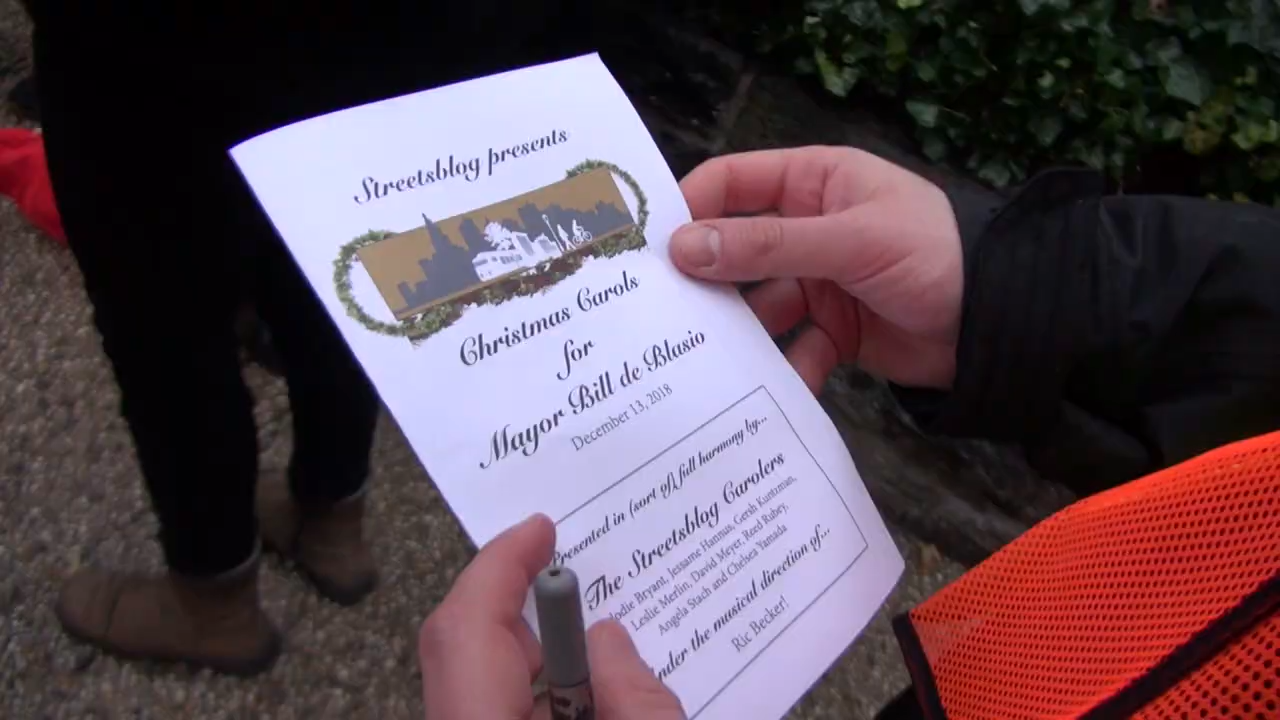 Streetsblog presents
Christmas Carols
for
Mayor Bill de Blasio
December 13, 2018
Presented in (sort of) full harmony by...
The Streetsblog Carolers
Bryant, Jessame Hannus, Gersh Kuntzman,
Leslie Merlin, David Meyer, Reed Rubey,
Angela Stach and Chelsea Yamada
under the musical direction of...
Ric Becker!